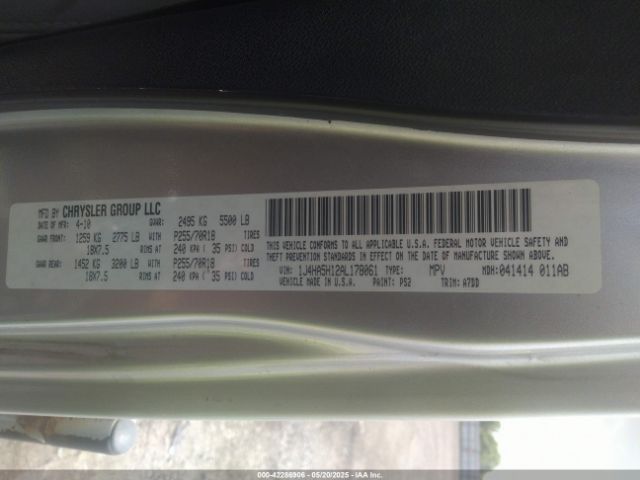 MFD BY CHRYSLER GROUP LLC
DATE OF MFR: 4-10 GVWR: 2495 KG 5500 LB
GAWR FRONT: 1259 KG 2775 LB WITH P255/70R18 TIRES
18X7.5 RIMS AT 240 KPA ( 35 PSI) COLD
GAWR REAR: 1452 KG 3200 LB WITH P255/70R18 TIRES
18X7.5 RIMS AT 240 KPA ( 35 PSI) COLD
THIS VEHICLE CONFORMS TO ALL APPLICABLE U.S.A. FEDERAL MOTOR VEHICLE SAFETY AND
THEFT PREVENTION STANDARDS IN EFFECT ON THE DATE OF MANUFACTURE SHOWN ABOVE.
VIN: 1J4HA5H12AL178061 TYPE: MPV MDH: 041414 011AB
VEHICLE MADE IN U.S.A. PAINT: PS2 TRIM: A7DD
000-42286906 - 05/20/2025 - IAA Inc.